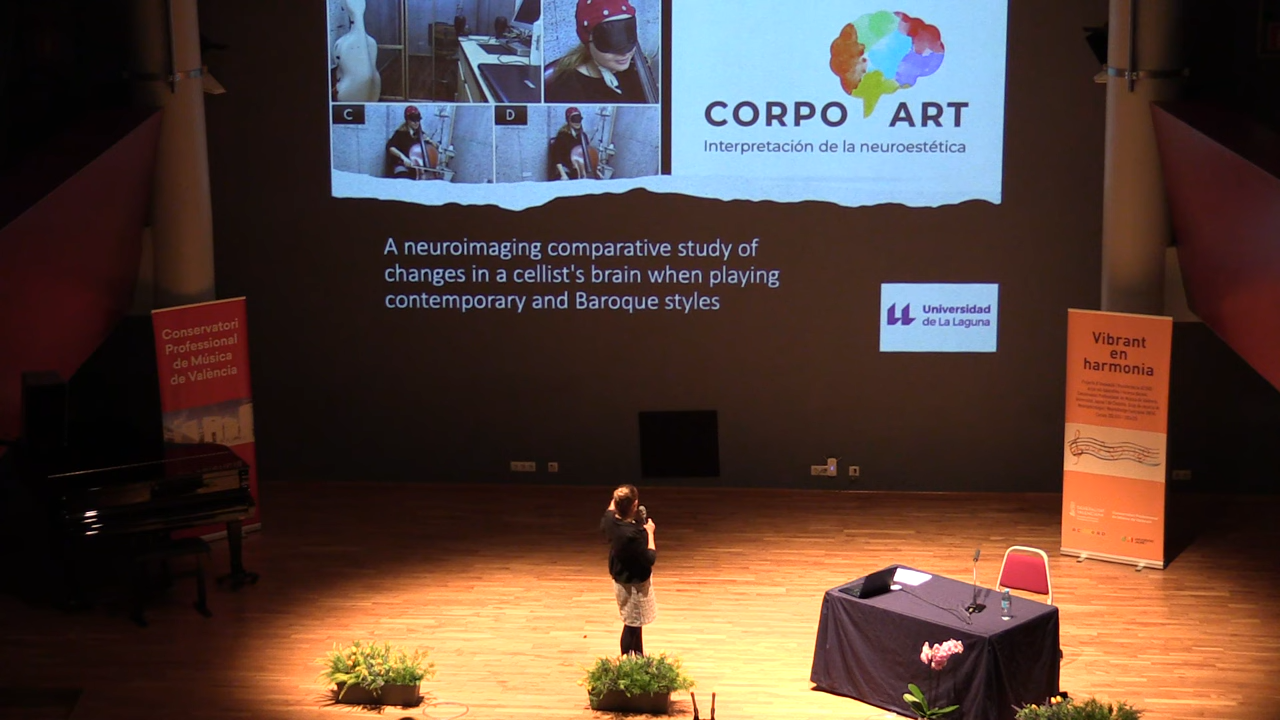 C
D
CORPO ART
Interpretación de la neuroestética
A neuroimaging comparative study of
changes in a cellist's brain when playing
contemporary and Baroque styles
Universidad
de La Laguna
Conservatori
Professional
de Música
de València
Vibrant
en
harmonia